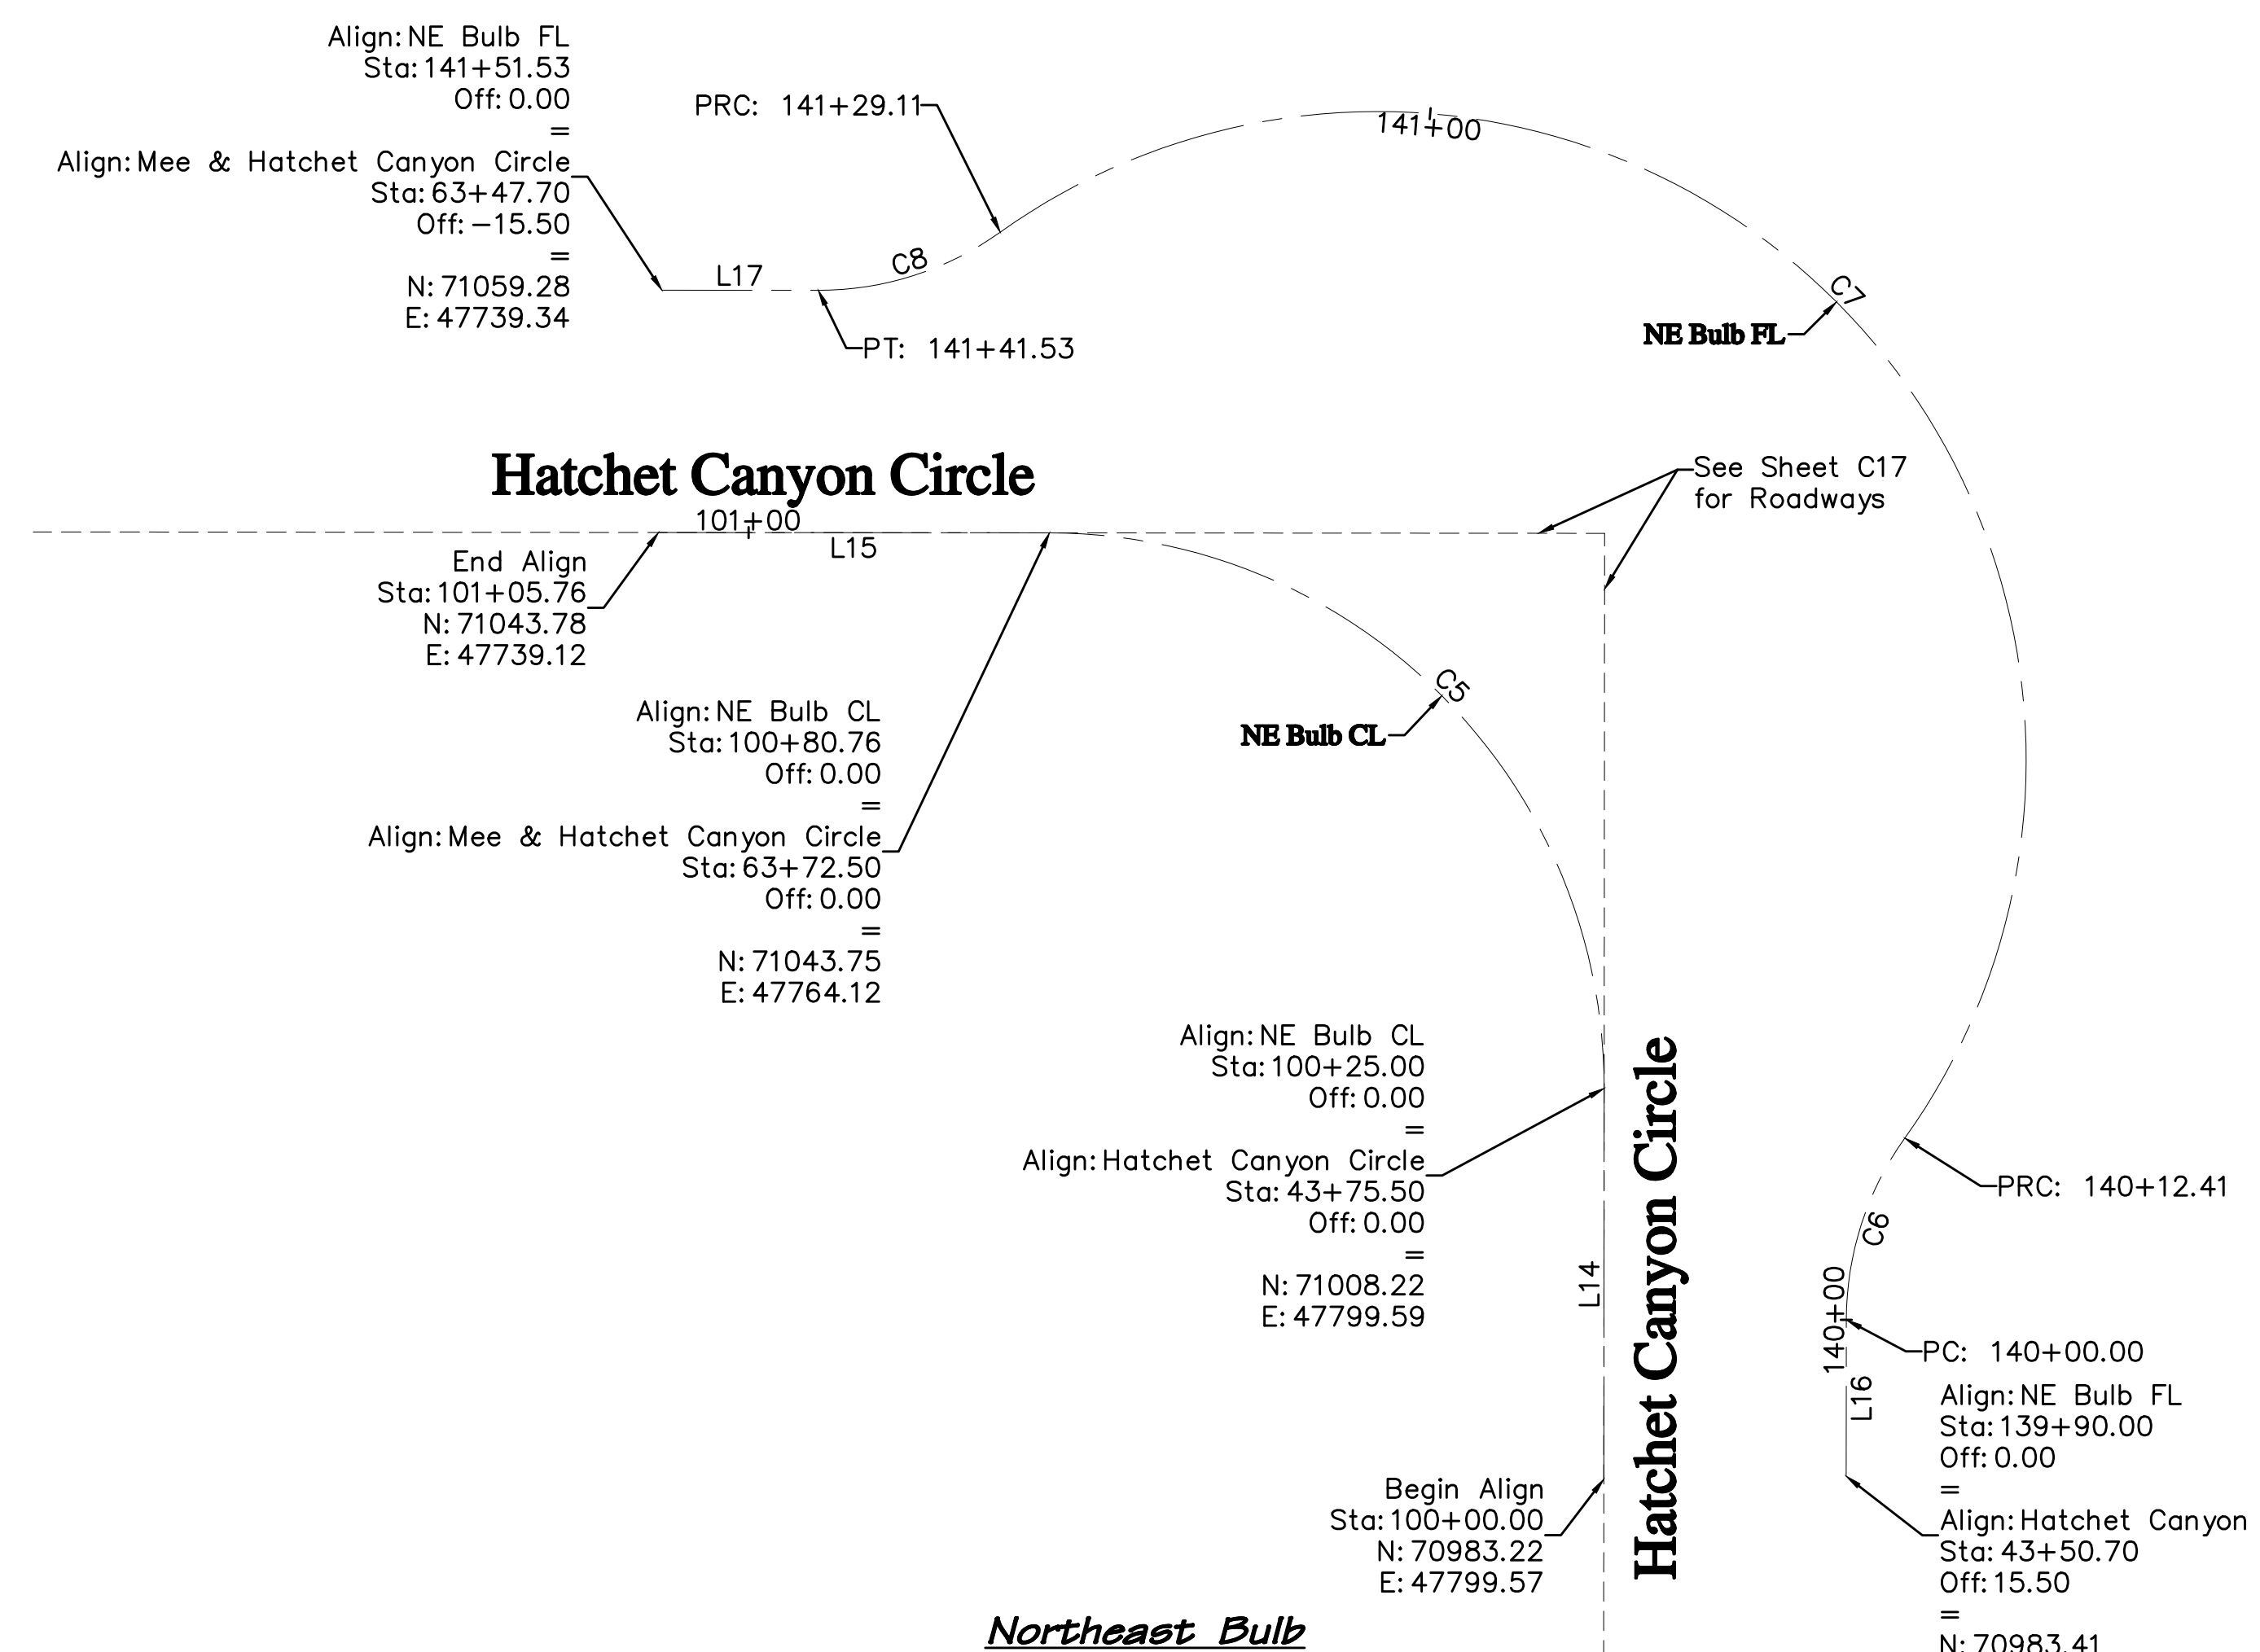 Align: NE Bulb FL
Sta: 141+51.53
Off: 0.00
=
Align: Mee & Hatchet Canyon Circle
Sta: 63+47.70
Off: -15.50
=
N: 71059.28
E: 47739.34
PRC: 141+29.11
141+00
C8
L17
PT: 141+41.53
C7
NE Bulb FL
Hatchet Canyon Circle
101+00
L15
See Sheet C17
for Roadways
End Align
Sta: 101+05.76
N: 71043.78
E: 47739.12
C5
NE Bulb CL
Align: NE Bulb CL
Sta: 100+80.76
Off: 0.00
=
Align: Mee & Hatchet Canyon Circle
Sta: 63+72.50
Off: 0.00
=
N: 71043.75
E: 47764.12
Align: NE Bulb CL
Sta: 100+25.00
Off: 0.00
=
Align: Hatchet Canyon Circle
Sta: 43+75.50
Off: 0.00
=
N: 71008.22
E: 47799.59
L14
Hatchet Canyon Circle
PRC: 140+12.41
C6
140+00
PC: 140+00.00
L16
Align: NE Bulb FL
Sta: 139+90.00
Off: 0.00
=
Align: Hatchet Canyon
Sta: 43+50.70
Off: 15.50
=
N: 70983.41
Begin Align
Sta: 100+00.00
N: 70983.22
E: 47799.57
Northeast Bulb